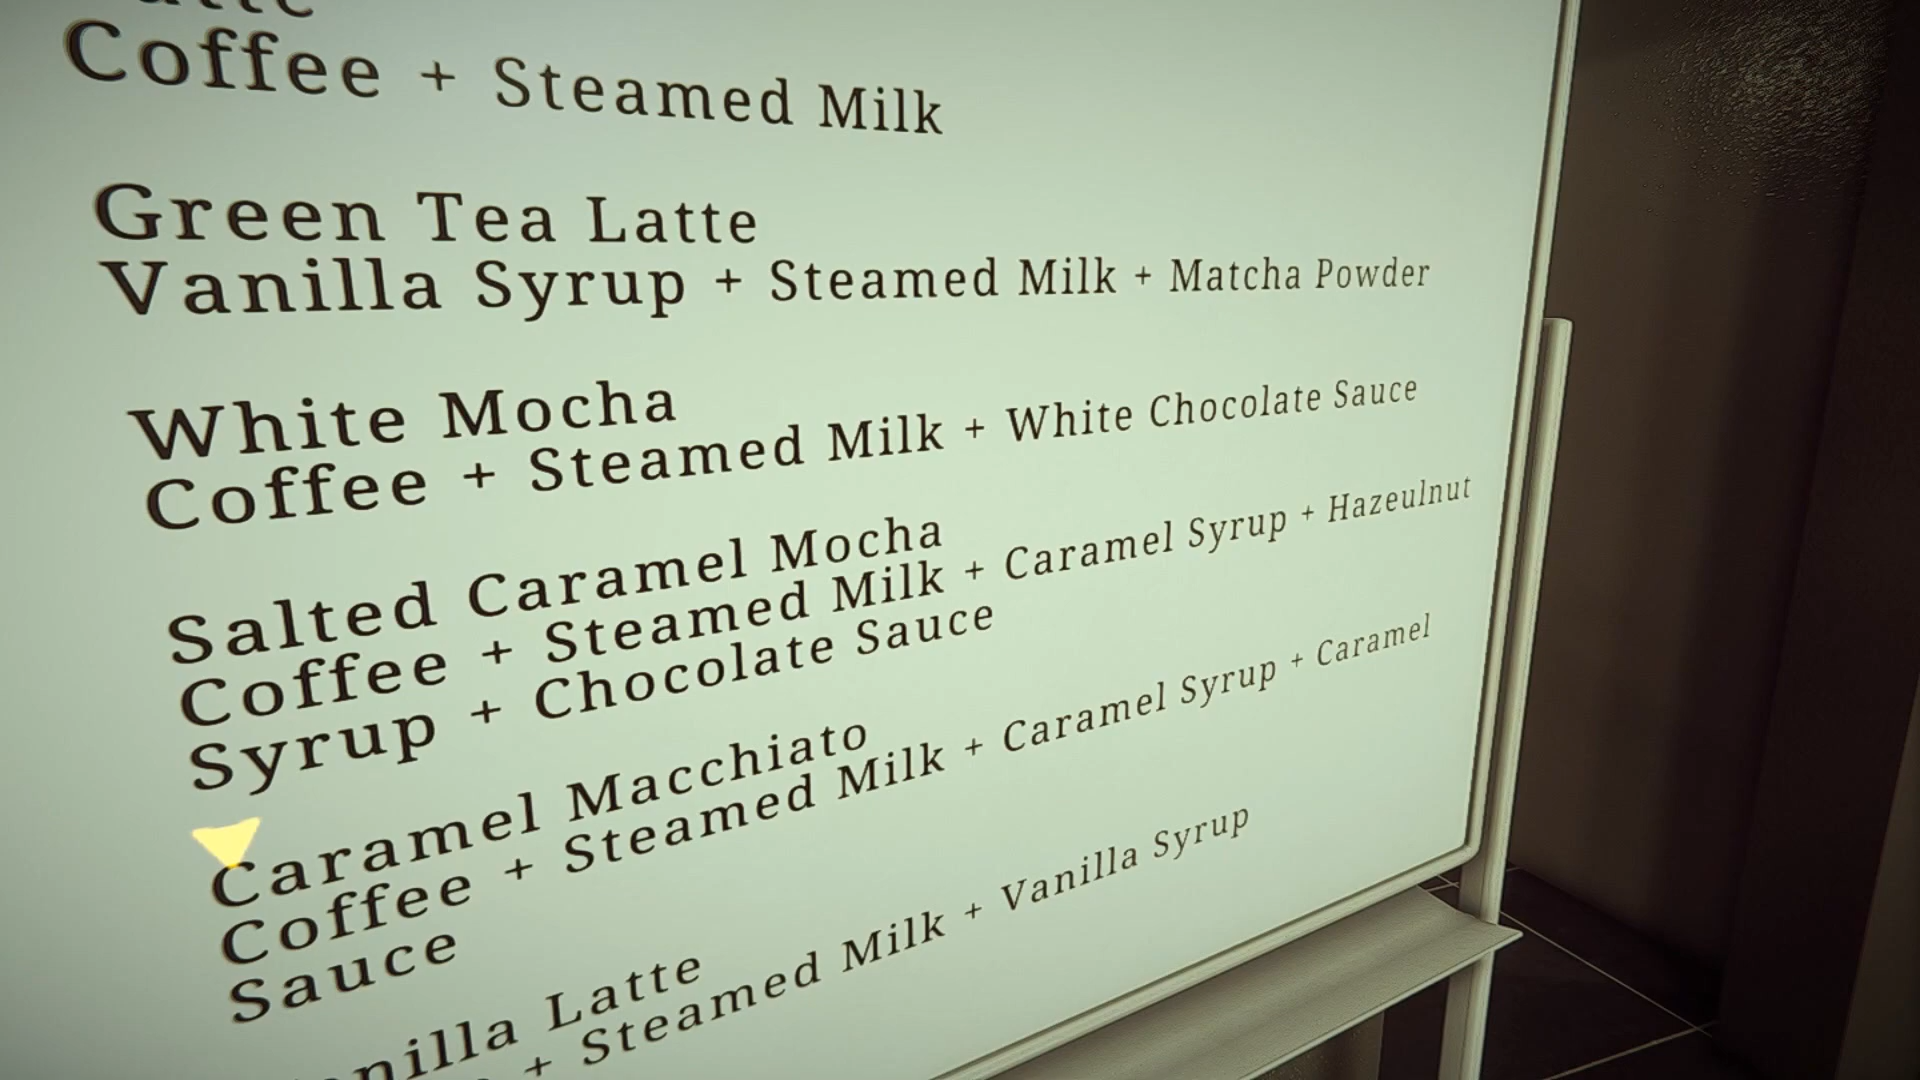 Coffee + Steamed Milk
Green Tea Latte
Vanilla Syrup + Steamed Milk + Matcha Powder
White Mocha
Coffee + Steamed Milk + White Chocolate Sauce
Salted Caramel Mocha
Coffee + Steamed Milk + Caramel Syrup + Hazeulnut
Syrup + Chocolate Sauce
Caramel Macchiato
Coffee + Steamed Milk + Caramel Syrup + Caramel
Sauce
Latte
+ Steamed Milk + Vanilla Syrup